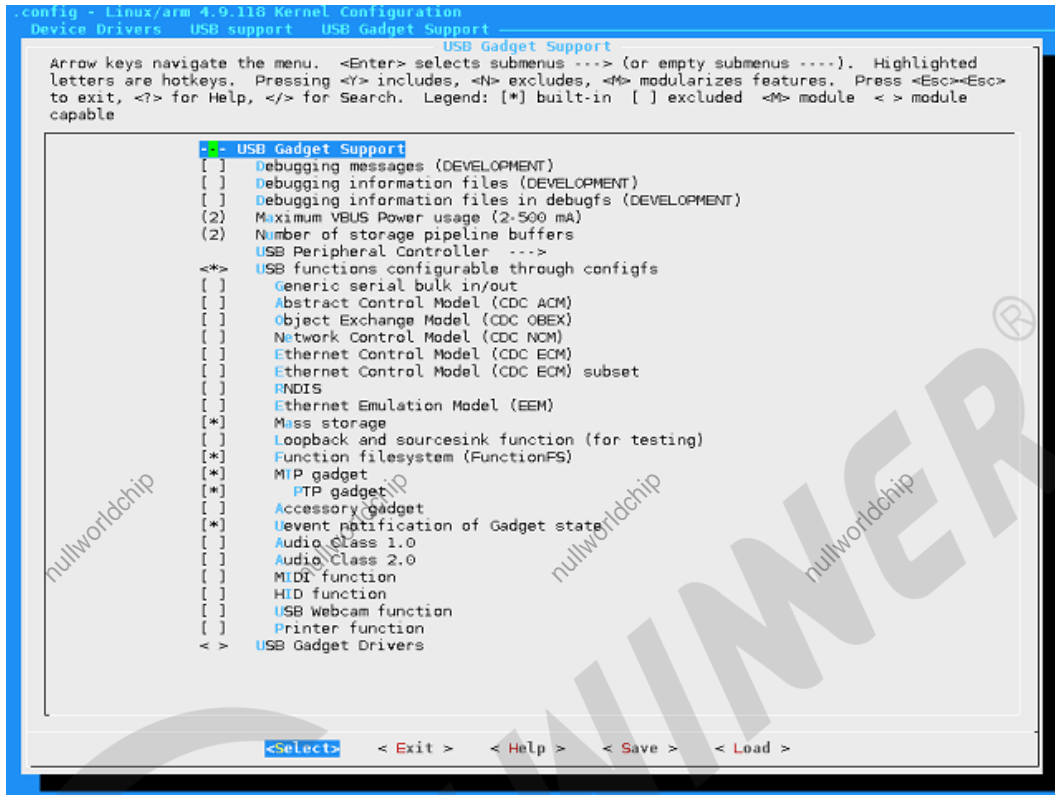 .config - Linux/arm 4.9.118 Kernel Configuration
Device Drivers USB support USB Gadget Support
USB Gadget Support
Arrow keys navigate the menu. <Enter> selects submenus ---> (or empty submenus ----). Highlighted
letters are hotkeys. Pressing <Y> includes, <N> excludes, <M> modularizes features. Press <Esc><Esc>
to exit, <?> for Help, </> for Search. Legend: [*] built-in [ ] excluded <M> module < > module
capable
--- USB Gadget Support
[ ] Debugging messages (DEVELOPMENT)
[ ] Debugging information files (DEVELOPMENT)
[ ] Debugging information files in debugfs (DEVELOPMENT)
(2) Maximum VBUS Power usage (2-500 mA)
(2) Number of storage pipeline buffers
USB Peripheral Controller --->
<*> USB functions configurable through configfs
[ ] Generic serial bulk in/out
[ ] Abstract Control Model (CDC ACM)
[ ] Object Exchange Model (CDC OBEX)
[ ] Network Control Model (CDC NCM)
[ ] Ethernet Control Model (CDC ECM)
[ ] Ethernet Control Model (CDC ECM) subset
[ ] RNDIS
[ ] Ethernet Emulation Model (EEM)
[*] Mass storage
[ ] Loopback and sourcesink function (for testing)
[*] Function filesystem (FunctionFS)
[*] MTP gadget
[*] PTP gadget
[ ] Accessory gadget
[*] Uevent notification of Gadget state
[ ] Audio Class 1.0
[ ] Audio Class 2.0
[ ] MIDI function
[ ] HID function
[ ] USB Webcam function
[ ] Printer function
< > USB Gadget Drivers
<Select> < Exit > < Help > < Save > < Load >
nullworldchip
nullworldchip
nullworldchip
nullworldchip
WINNER®